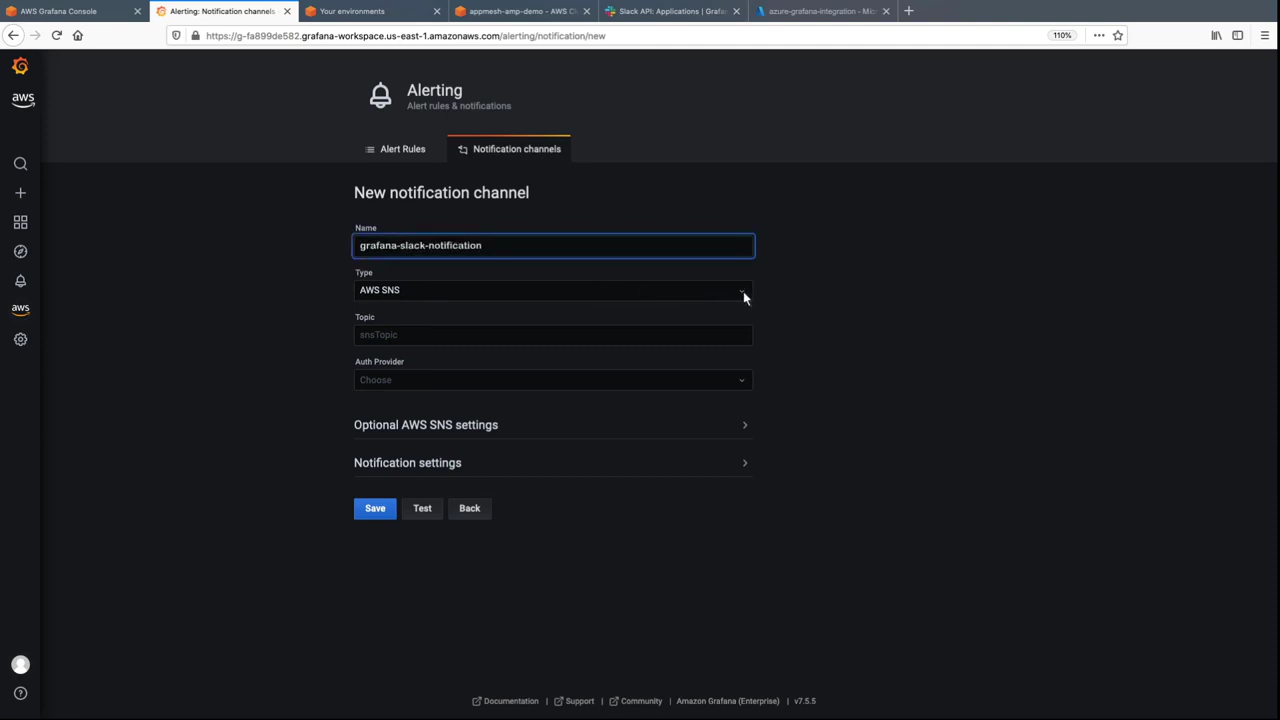 AWS Grafana Console
Alerting: Notification channels
Your environments
appmesh-amp-demo - AWS Cl
Slack API: Applications | Grafan
azure-grafana-integration - Mic
https://g-fa899de582.grafana-workspace.us-east-1.amazonaws.com/alerting/notification/new
110%
aws
Alerting
Alert rules & notifications
Alert Rules
Notification channels
New notification channel
Name
grafana-slack-notification
Type
AWS SNS
Topic
snsTopic
Auth Provider
Choose
aws
Optional AWS SNS settings
Notification settings
Save Test Back
Documentation | Support | Community | Amazon Grafana (Enterprise) | v7.5.5